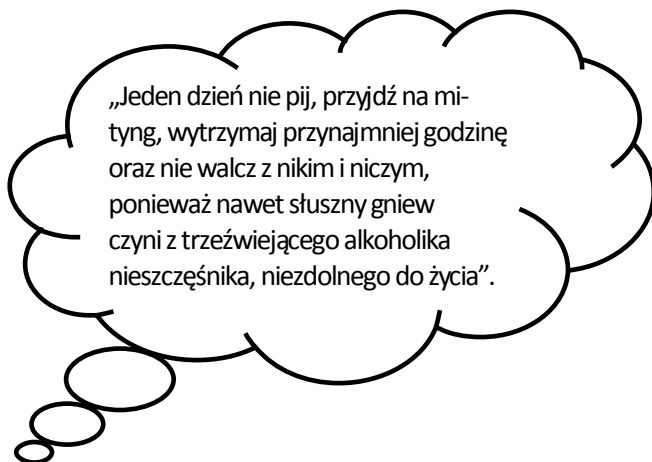 „Jeden dzień nie pij, przyjdź na mi-
tyng, wytrzymaj przynajmniej godzinę
oraz nie walcz z nikim i niczym,
ponieważ nawet słuszny gniew
czyni z trzeźwiejącego alkoholika
nieszczęśnika, niezdolnego do życia”.